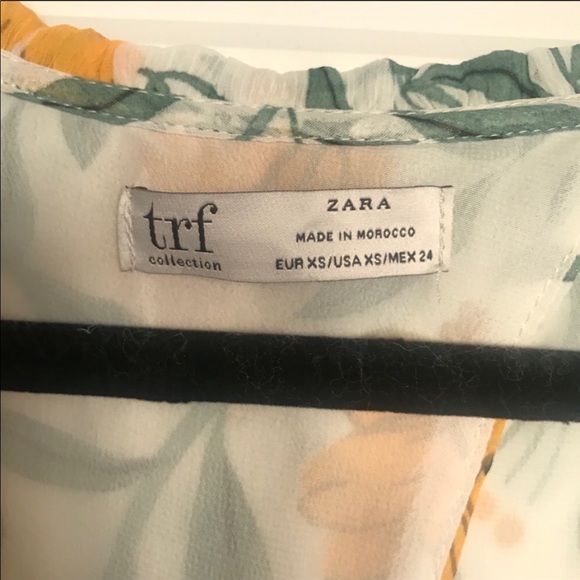 trf
collection
ZARA
MADE IN MOROCCO
EUR XS/USA XS/MEX 24